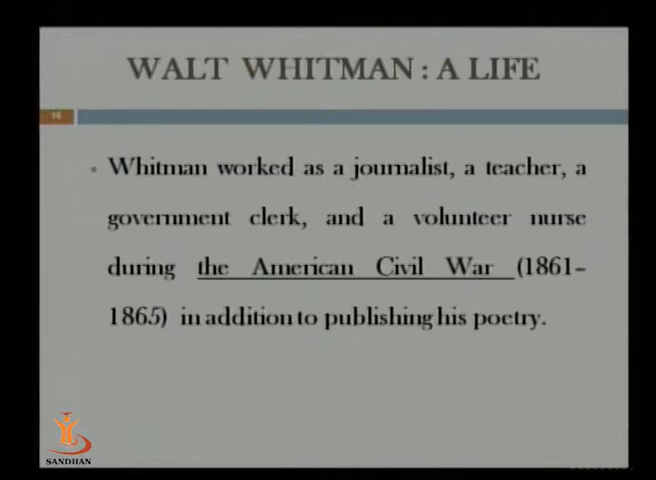 WALT WHITMAN : A LIFE
16
• Whitman worked as a journalist, a teacher, a
government clerk, and a volunteer nurse
during the American Civil War (1861–
1865) in addition to publishing his poetry.
SANDHAN